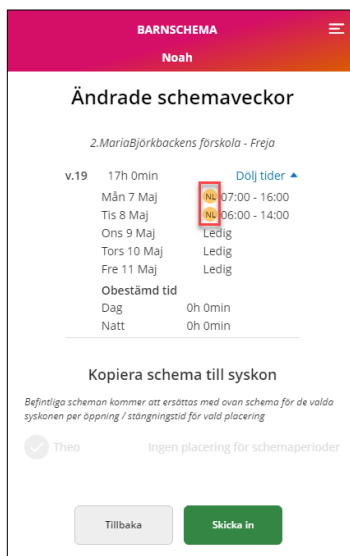 BARNSCHEMA
Noah
Ändrade schemaveckor
2.MariaBjörkbackens förskola - Freja
v.19 17h 0min Dölj tider
Mån 7 Maj NL 07:00 - 16:00
Tis 8 Maj NL 06:00 - 14:00
Ons 9 Maj Ledig
Tors 10 Maj Ledig
Fre 11 Maj Ledig
Obestämd tid
Dag 0h 0min
Natt 0h 0min
Kopiera schema till syskon
Befintliga scheman kommer att ersättas med ovan schema för de valda
syskonen per öppning / stängningstid för vald placering
Theo Ingen placering för schemaperioder
Tillbaka Skicka in